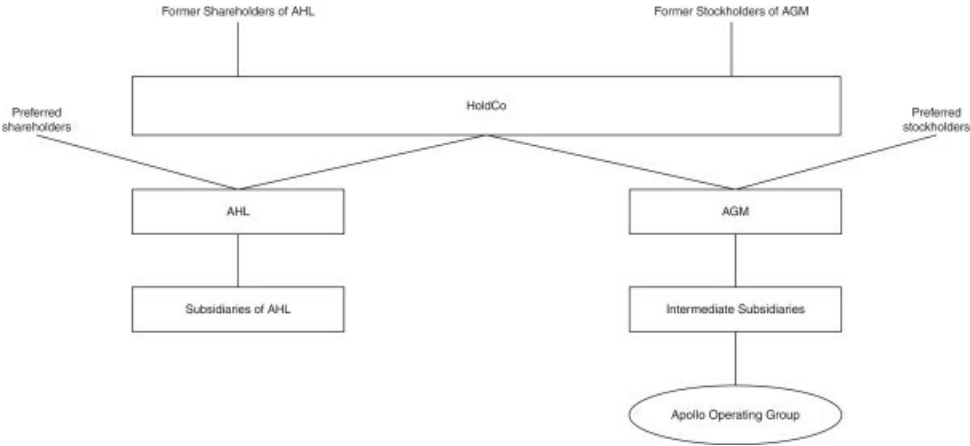 Former Shareholders of AHL
Former Stockholders of AGM
HoldCo
Preferred
shareholders
Preferred
stockholders
AHL
AGM
Subsidiaries of AHL
Intermediate Subsidiaries
Apollo Operating Group